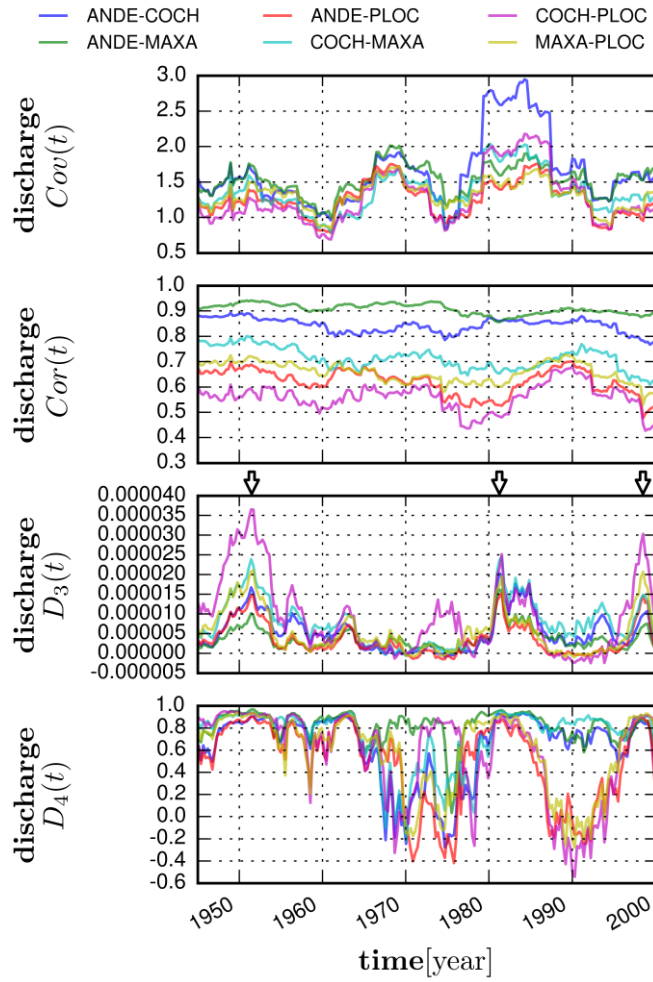 ANDE-COCH ANDE-PLOC COCH-PLOC
ANDE-MAXA COCH-MAXA MAXA-PLOC
discharge
Cov(t)
3.0
2.5
2.0
1.5
1.0
0.5
discharge
Cor(t)
1.0
0.9
0.8
0.7
0.6
0.5
0.4
0.3
discharge
D₃(t)
0.000040
0.000035
0.000030
0.000025
0.000020
0.000015
0.000010
0.000005
0.000000
-0.000005
discharge
D₄(t)
1.0
0.8
0.6
0.4
0.2
0.0
-0.2
-0.4
-0.6
1950 1960 1970 1980 1990 2000
time[year]